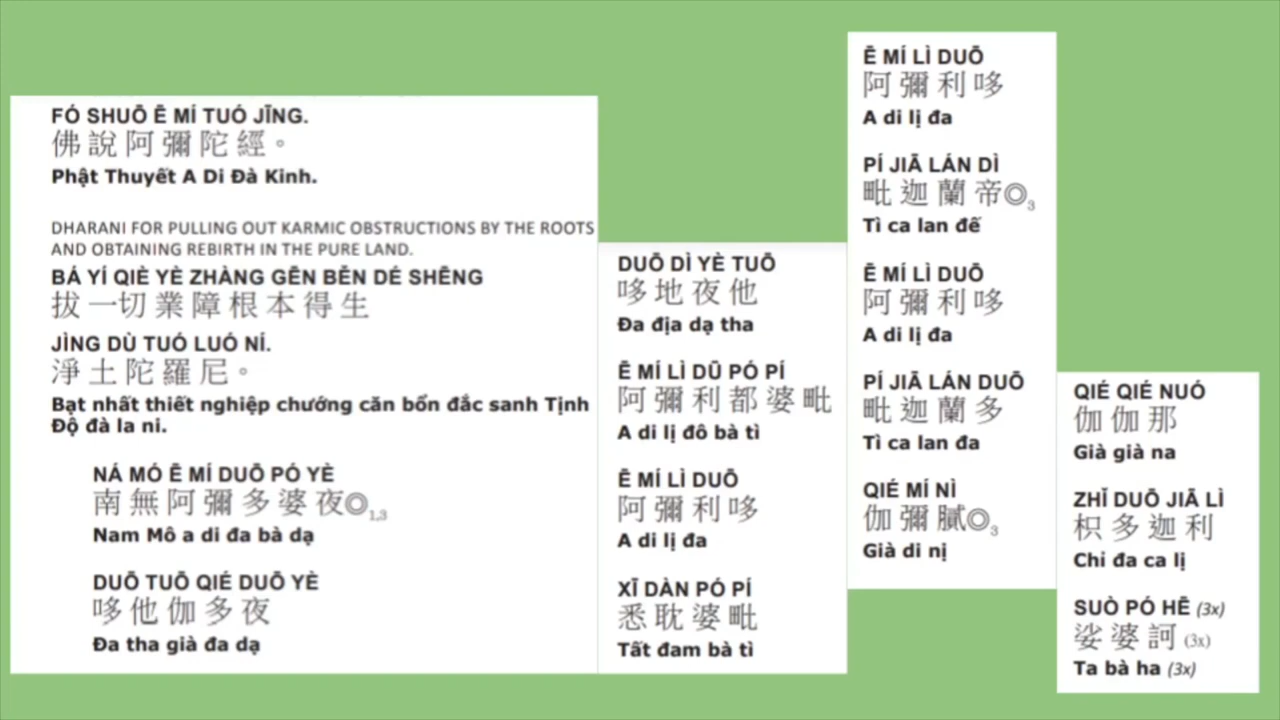 FÓ SHUŌ Ē MÍ TUÓ JĪNG.
佛說阿彌陀經。
Phật Thuyết A Di Đà Kinh.
DHARANI FOR PULLING OUT KARMIC OBSTRUCTIONS BY THE ROOTS
AND OBTAINING REBIRTH IN THE PURE LAND.
BÁ YÍ QIÈ YÈ ZHÀNG GĒN BĔN DÉ SHĒNG
拔一切業障根本得生
JÌNG DÙ TUÓ LUÓ NÍ.
淨土陀羅尼。
Bạt nhất thiết nghiệp chướng căn bổn đắc sanh Tịnh
Độ đà la ni.
NÁ MÓ Ē MÍ DUŌ PÓ YÈ
南無阿彌多婆夜◎1,3
Nam Mô a di đa bà dạ
DUŌ TUŌ QIÉ DUŌ YÈ
哆他伽多夜
Đa tha già đa dạ
DUŌ DÌ YÈ TUŌ
哆地夜他
Đa địa dạ tha
Ē MÍ LÌ DŪ PÓ PÍ
阿彌利都婆毗
A di lị đô bà tì
Ē MÍ LÌ DUŌ
阿彌利哆
A di lị đa
XĪ DÀN PÓ PÍ
悉耽婆毗
Tất đam bà tì
Ē MÍ LÌ DUŌ
阿彌利哆
A di lị đa
PÍ JIĀ LÁN DÌ
毗迦蘭帝◎3
Tì ca lan đế
Ē MÍ LÌ DUŌ
阿彌利哆
A di lị đa
PÍ JIĀ LÁN DUŌ
毗迦蘭多
Tì ca lan đa
QIÉ MÍ NÌ
伽彌膩◎3
Già di nị
QIÉ QIÉ NUÓ
伽伽那
Già già na
ZHǏ DUŌ JIĀ LÌ
枳多迦利
Chỉ đa ca lị
SUŌ PÓ HĒ (3x)
娑婆訶 (3x)
Ta bà ha (3x)